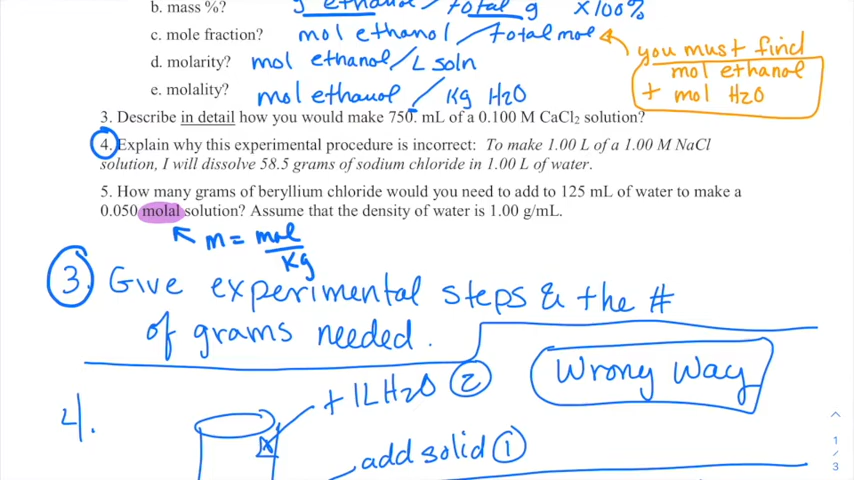 b. mass %? g ethanol / total g x100%
c. mole fraction? mol ethanol / total mol
you must find
mol ethanol
+ mol H2O
d. molarity? mol ethanol / L soln
e. molality? mol ethanol / Kg H2O
3. Describe in detail how you would make 750. mL of a 0.100 M CaCl2 solution?
4. Explain why this experimental procedure is incorrect: To make 1.00 L of a 1.00 M NaCl
solution, I will dissolve 58.5 grams of sodium chloride in 1.00 L of water.
5. How many grams of beryllium chloride would you need to add to 125 mL of water to make a
0.050 molal solution? Assume that the density of water is 1.00 g/mL.
m = mol
Kg
3. Give experimental steps & the #
of grams needed.
Wrong Way
+ 1L H2O 2
4.
add solid 1
1
/
3